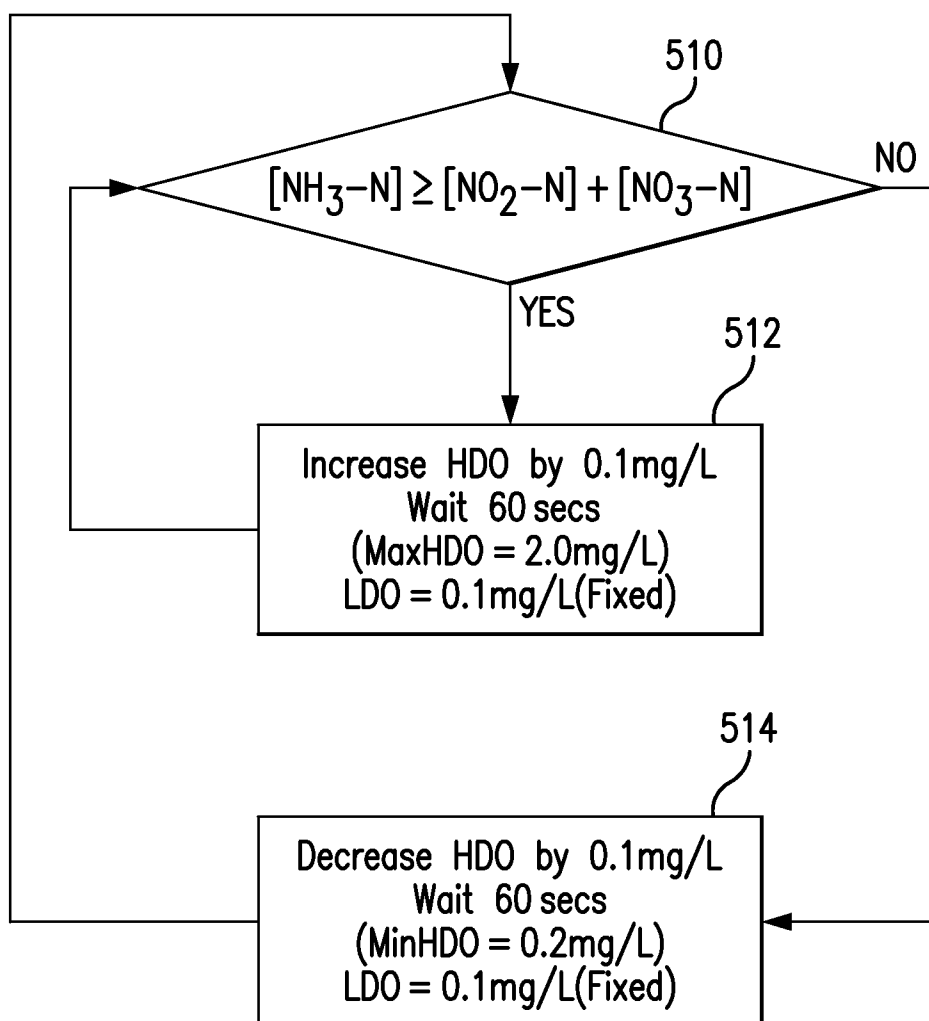 510
[NH3–N] ≥ [NO2–N] + [NO3–N]
NO
YES
512
Increase HDO by 0.1mg/L
Wait 60 secs
(MaxHDO = 2.0mg/L)
LDO = 0.1mg/L(Fixed)
514
Decrease HDO by 0.1mg/L
Wait 60 secs
(MinHDO = 0.2mg/L)
LDO = 0.1mg/L(Fixed)